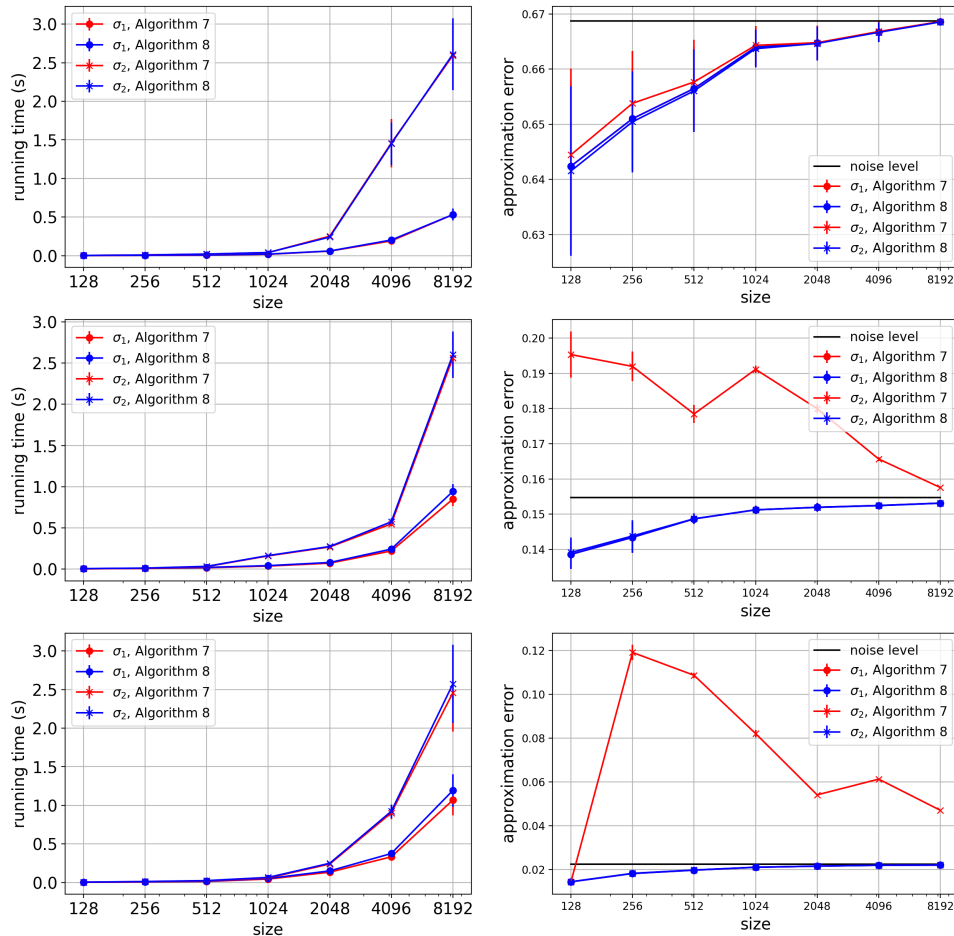 running time (s)
3.0
2.5
2.0
1.5
1.0
0.5
0.0
σ1, Algorithm 7
σ1, Algorithm 8
σ2, Algorithm 7
σ2, Algorithm 8
128 256 512 1024 2048 4096 8192
size
approximation error
0.67
0.66
0.65
0.64
0.63
noise level
σ1, Algorithm 7
σ1, Algorithm 8
σ2, Algorithm 7
σ2, Algorithm 8
128 256 512 1024 2048 4096 8192
size
running time (s)
3.0
2.5
2.0
1.5
1.0
0.5
0.0
σ1, Algorithm 7
σ1, Algorithm 8
σ2, Algorithm 7
σ2, Algorithm 8
128 256 512 1024 2048 4096 8192
size
approximation error
0.20
0.19
0.18
0.17
0.16
0.15
0.14
noise level
σ1, Algorithm 7
σ1, Algorithm 8
σ2, Algorithm 7
σ2, Algorithm 8
128 256 512 1024 2048 4096 8192
size
running time (s)
3.0
2.5
2.0
1.5
1.0
0.5
0.0
σ1, Algorithm 7
σ1, Algorithm 8
σ2, Algorithm 7
σ2, Algorithm 8
128 256 512 1024 2048 4096 8192
size
approximation error
0.12
0.10
0.08
0.06
0.04
0.02
noise level
σ1, Algorithm 7
σ1, Algorithm 8
σ2, Algorithm 7
σ2, Algorithm 8
128 256 512 1024 2048 4096 8192
size